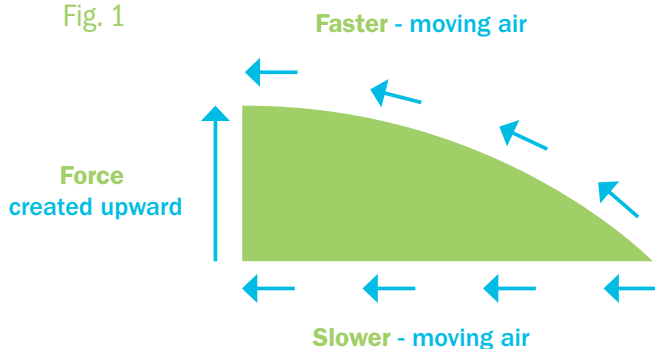 Fig. 1
Faster - moving air
Force
created upward
Slower - moving air